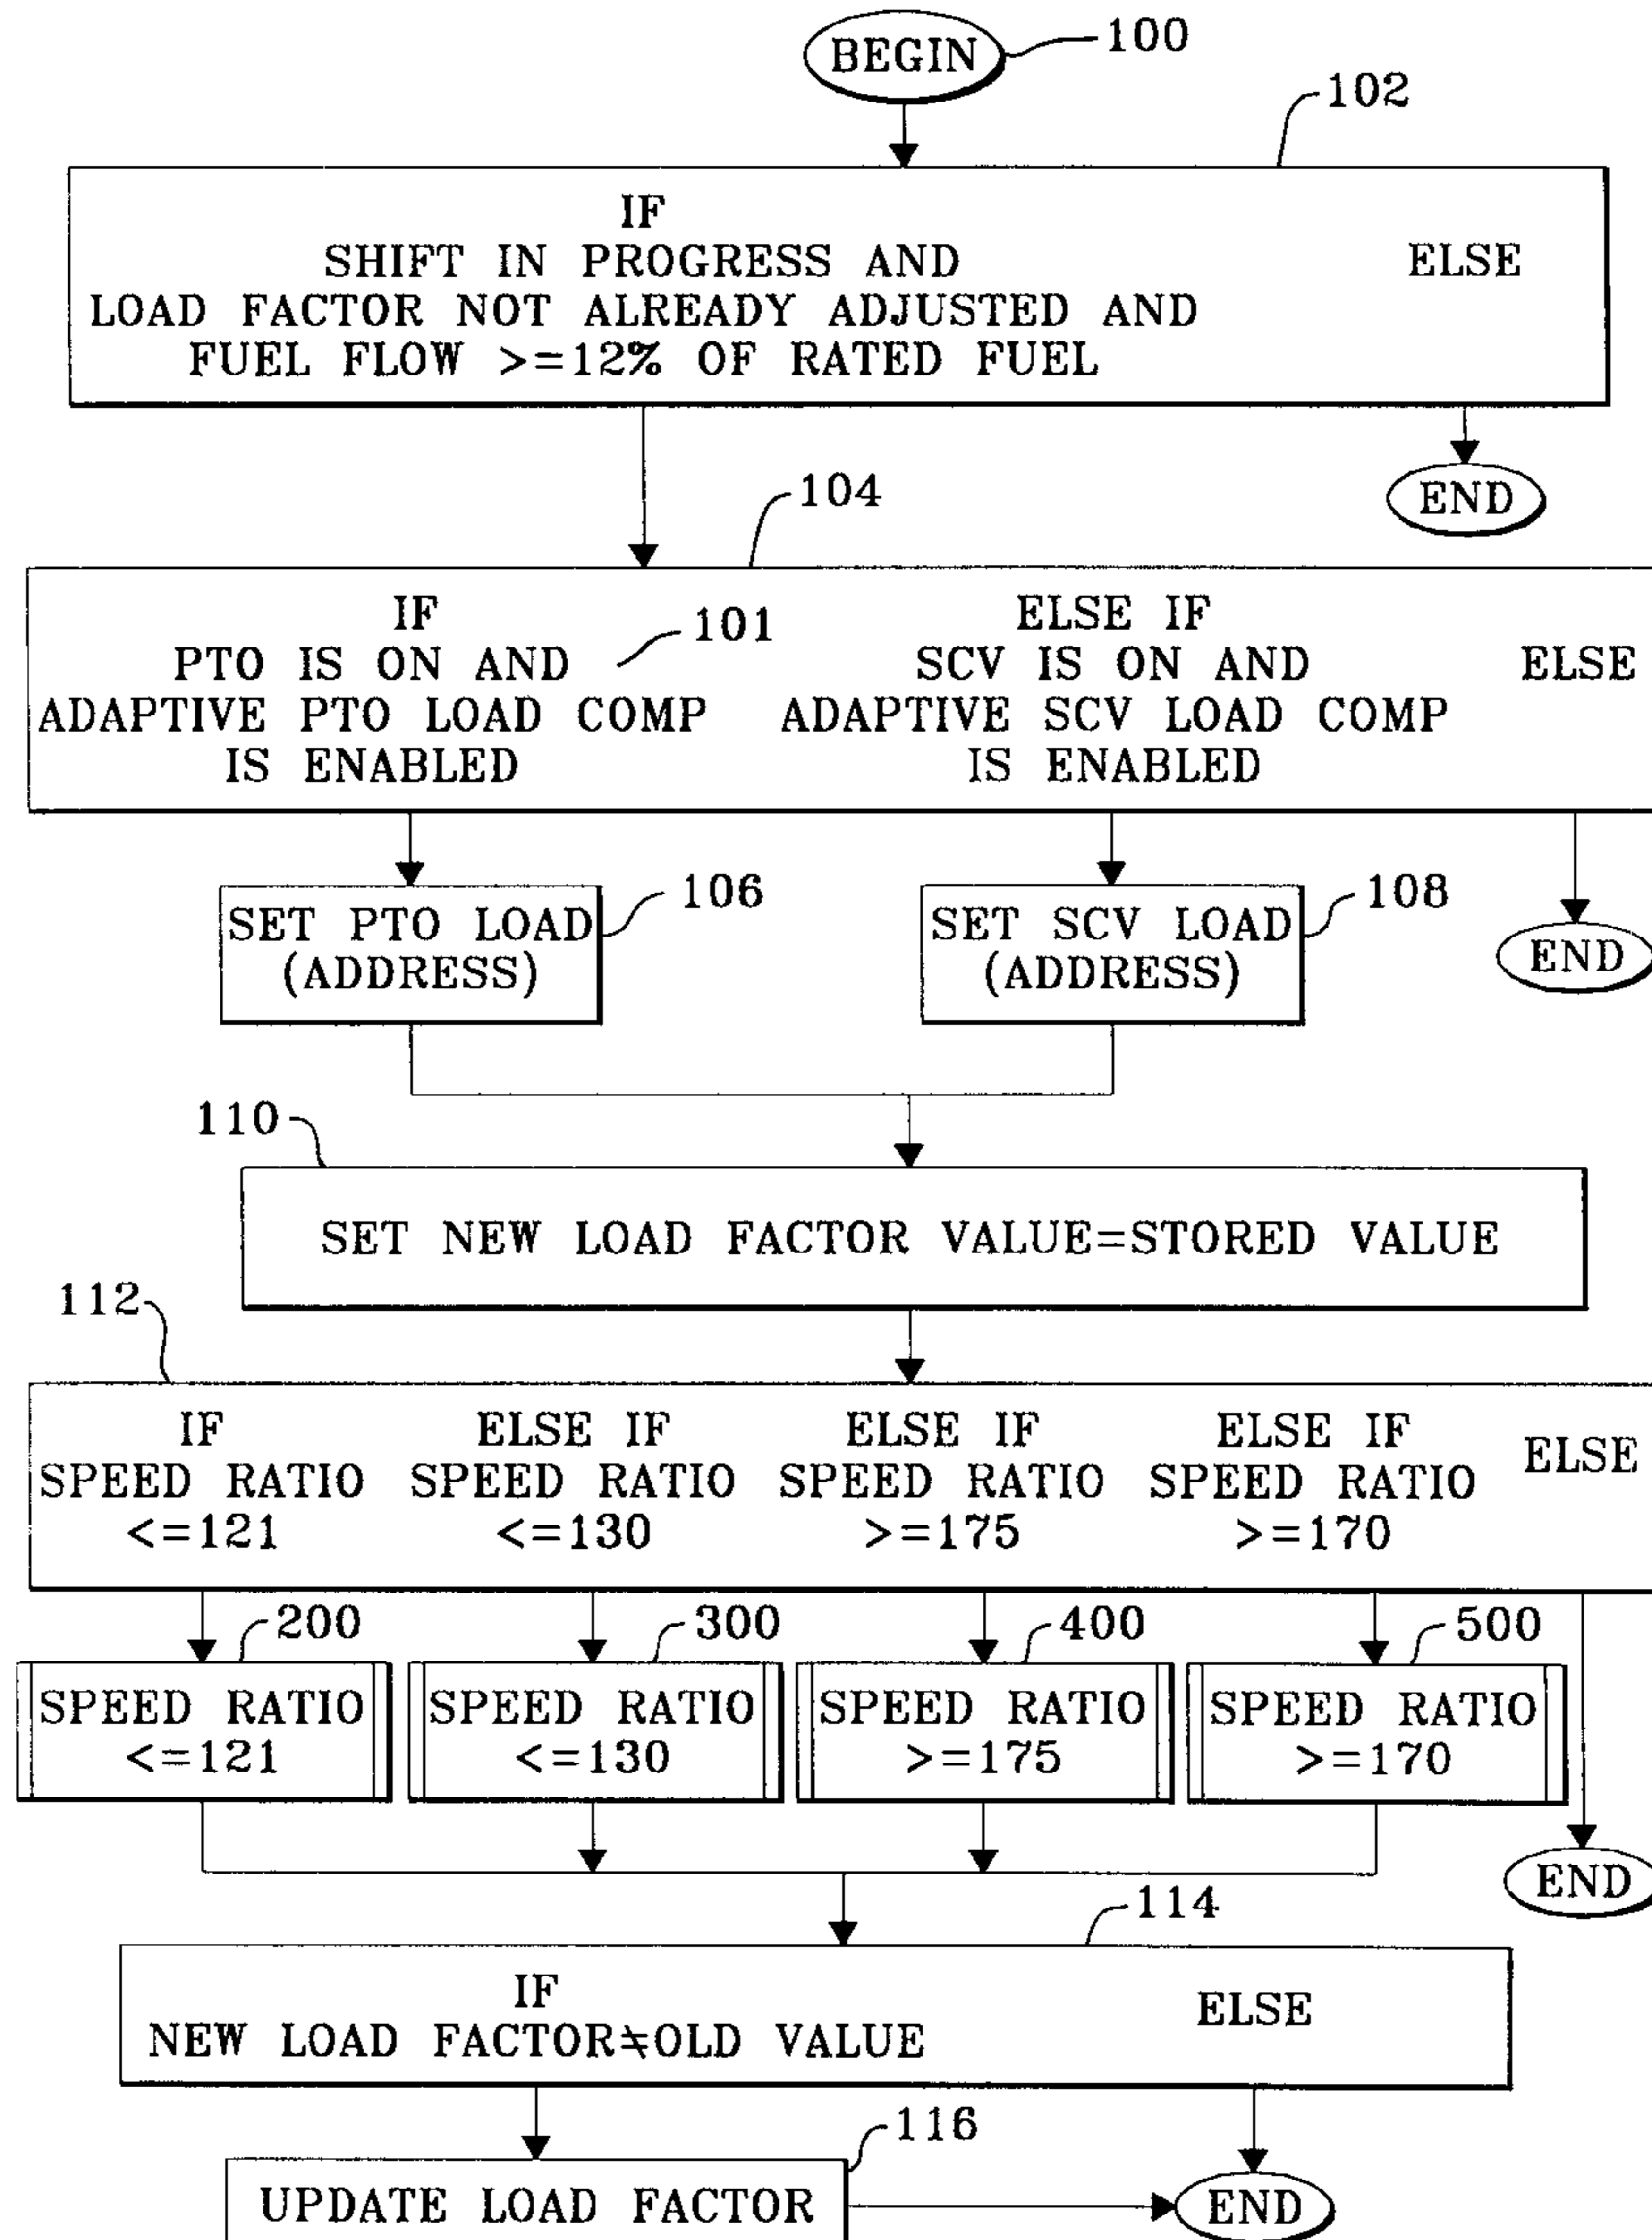 BEGIN
100
102
IF
SHIFT IN PROGRESS AND
LOAD FACTOR NOT ALREADY ADJUSTED AND
FUEL FLOW >=12% OF RATED FUEL
ELSE
END
104
IF
PTO IS ON AND
ADAPTIVE PTO LOAD COMP
IS ENABLED
101
ELSE IF
SCV IS ON AND
ADAPTIVE SCV LOAD COMP
IS ENABLED
ELSE
SET PTO LOAD
(ADDRESS)
106
SET SCV LOAD
(ADDRESS)
108
END
110
SET NEW LOAD FACTOR VALUE=STORED VALUE
112
IF
SPEED RATIO
<=121
ELSE IF
SPEED RATIO
<=130
ELSE IF
SPEED RATIO
>=175
ELSE IF
SPEED RATIO
>=170
ELSE
200
SPEED RATIO
<=121
300
SPEED RATIO
<=130
400
SPEED RATIO
>=175
500
SPEED RATIO
>=170
END
114
IF
NEW LOAD FACTOR≠OLD VALUE
ELSE
116
UPDATE LOAD FACTOR
END